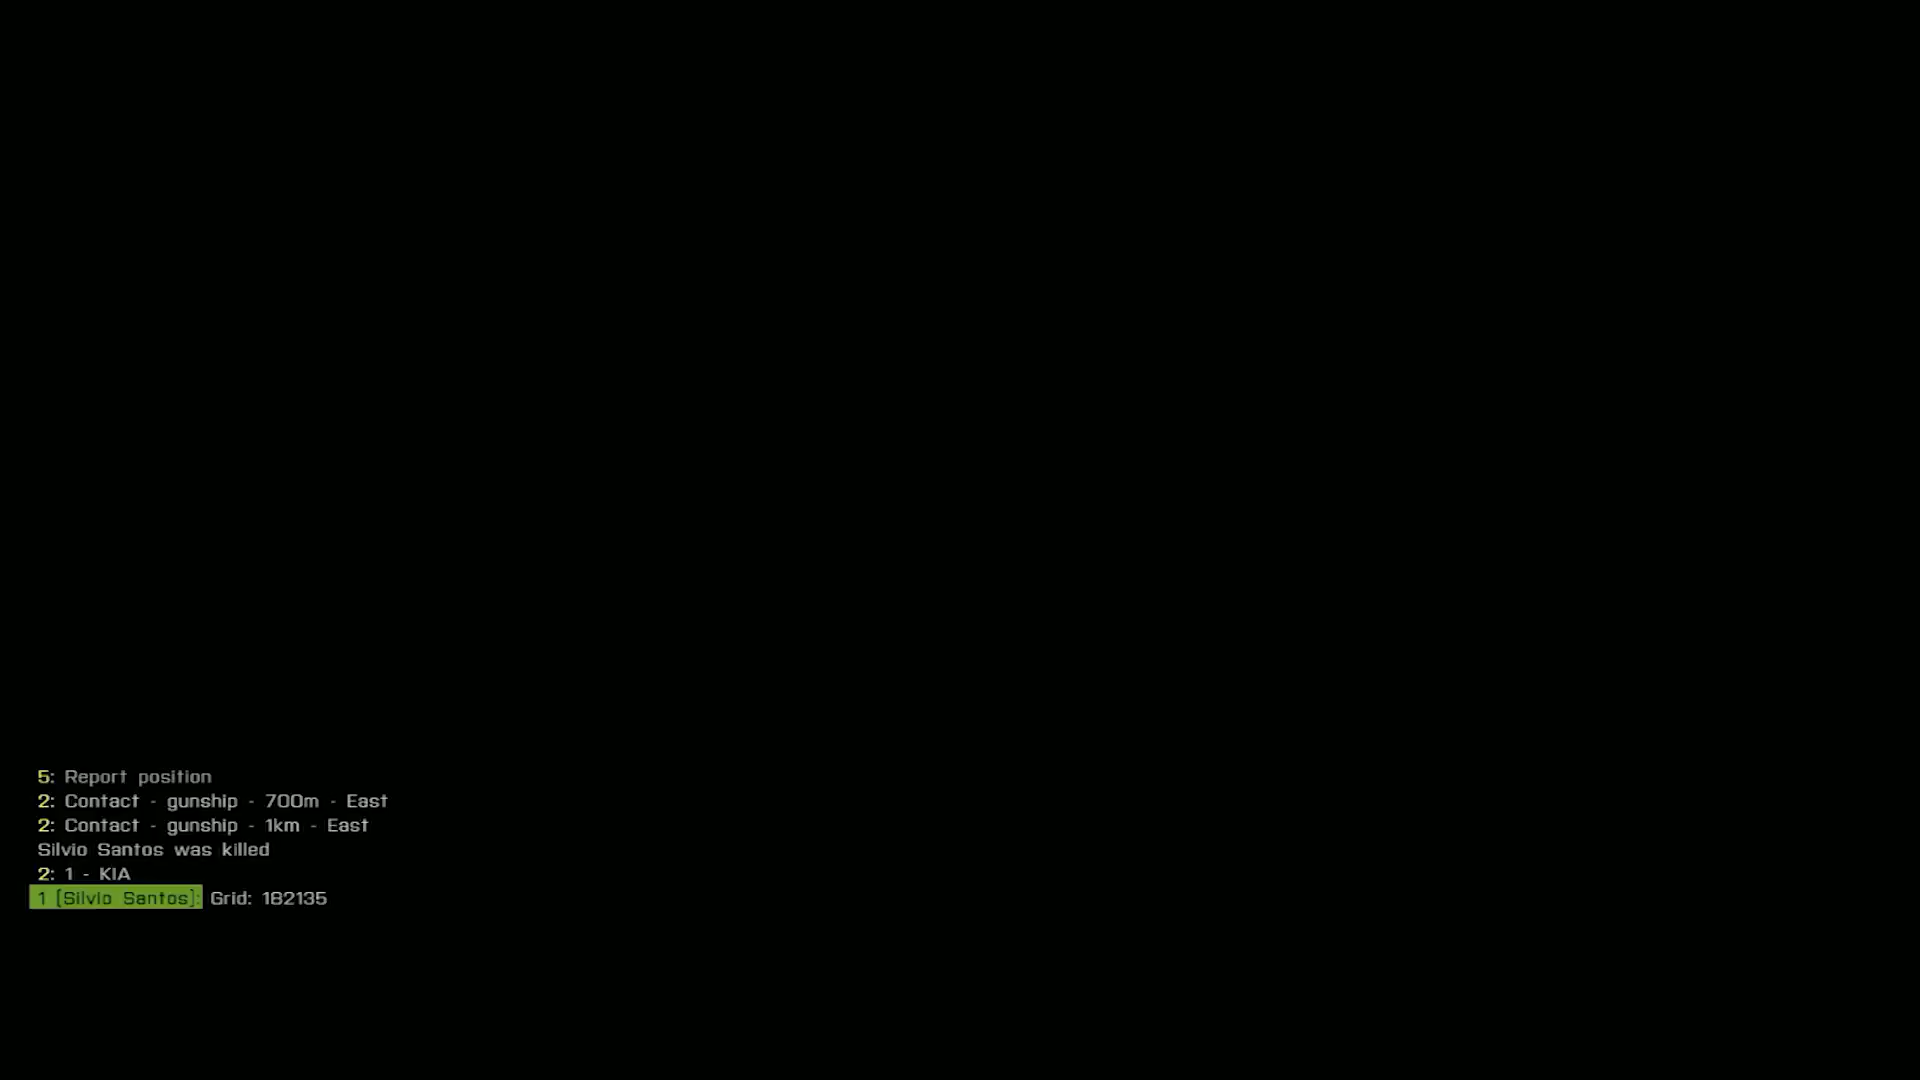 5: Report position
2: Contact - gunship - 700m - East
2: Contact - gunship - 1km - East
Silvio Santos was killed
2: 1 - KIA
1 [Silvio Santos]: Grid: 182135